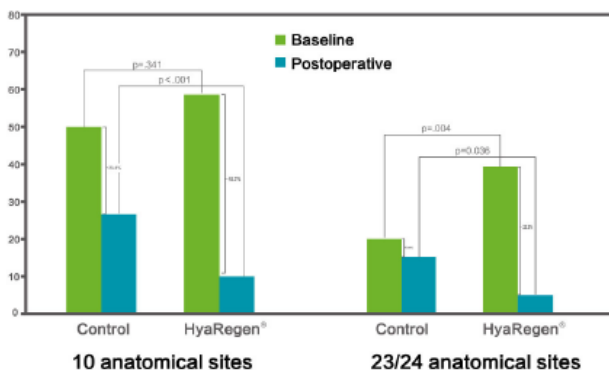 80
70
60
50
40
30
20
10
0
Baseline
Postoperative
p=.341
p<.001
p=.004
p=0.036
Control
HyaRegen®
Control
HyaRegen®
10 anatomical sites
23/24 anatomical sites